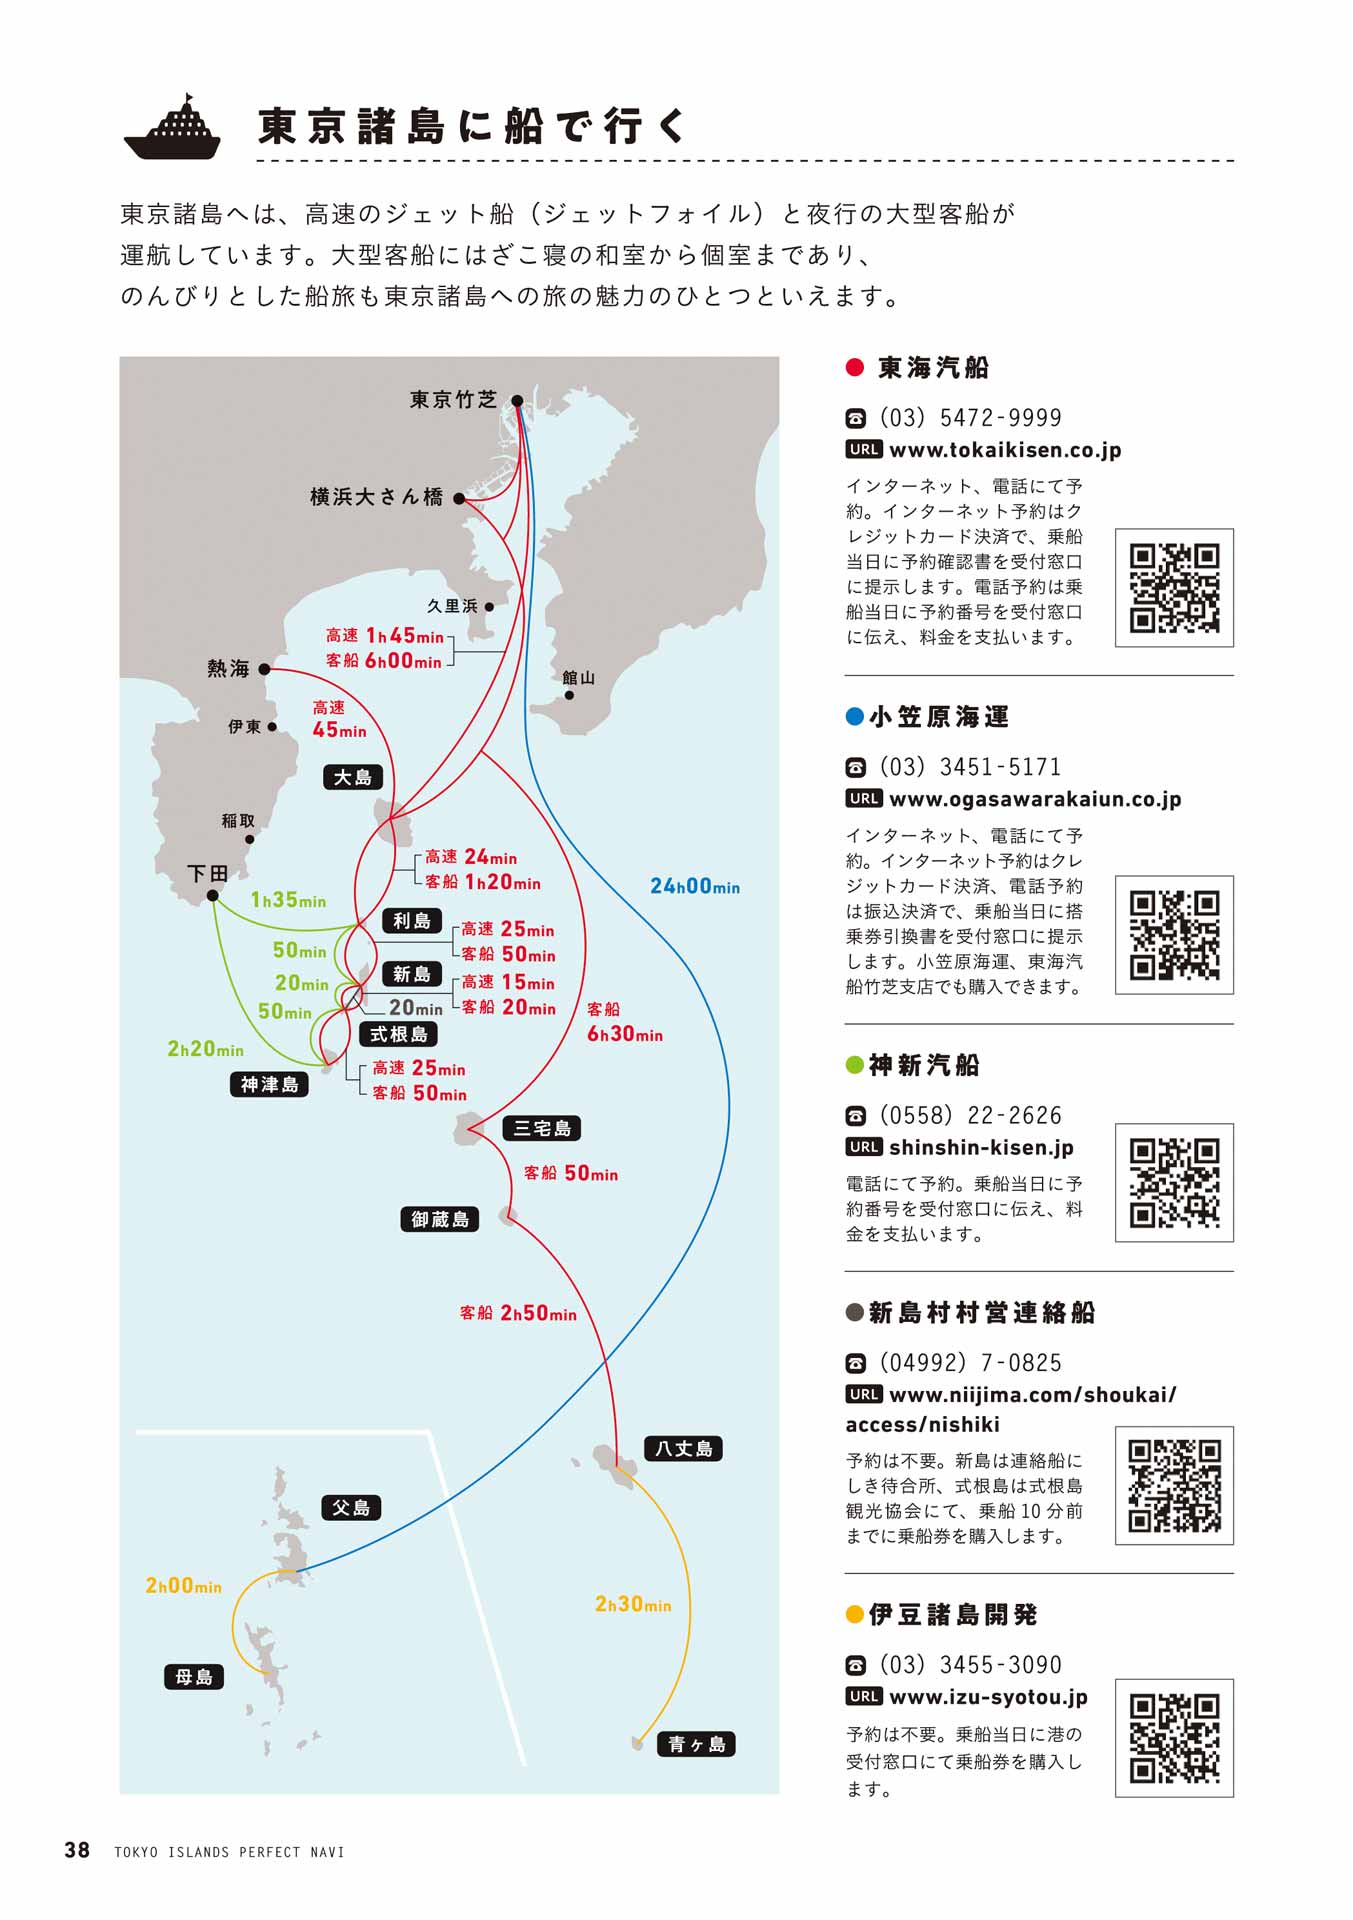 東京諸島に船で行く
東京諸島へは、高速のジェット船（ジェットフォイル）と夜行の大型客船が
運航しています。大型客船にはざこ寝の和室から個室まであり、
のんびりとした船旅も東京諸島への旅の魅力のひとつといえます。
東京竹芝
横浜大さん橋
久里浜
高速 1h45min
客船 6h00min
熱海
館山
高速
45min
伊東
大島
稲取
高速 24min
客船 1h20min
下田
24h00min
1h35min
利島
高速 25min
客船 50min
50min
新島
高速 15min
客船 20min
20min
20min
50min
客船
6h30min
式根島
2h20min
高速 25min
客船 50min
神津島
三宅島
客船 50min
御蔵島
客船 2h50min
八丈島
父島
2h00min
2h30min
母島
青ヶ島
東海汽船
（03）5472-9999
URL www.tokaikisen.co.jp
インターネット、電話にて予
約。インターネット予約はク
レジットカード決済で、乗船
当日に予約確認書を受付窓口
に提示します。電話予約は乗
船当日に予約番号を受付窓口
に伝え、料金を支払います。
小笠原海運
（03）3451-5171
URL www.ogasawarakaiun.co.jp
インターネット、電話にて予
約。インターネット予約はクレ
ジットカード決済、電話予約
は振込決済で、乗船当日に搭
乗券引換書を受付窓口に提示
します。小笠原海運、東海汽
船竹芝支店でも購入できます。
神新汽船
（0558）22-2626
URL shinshin-kisen.jp
電話にて予約。乗船当日に予
約番号を受付窓口に伝え、料
金を支払います。
新島村村営連絡船
（04992）7-0825
URL www.niijima.com/shoukai/
access/nishiki
予約は不要。新島は連絡船に
しき待合所、式根島は式根島
観光協会にて、乗船10分前
までに乗船券を購入します。
伊豆諸島開発
（03）3455-3090
URL www.izu-syotou.jp
予約は不要。乗船当日に港の
受付窓口にて乗船券を購入し
ます。
38 TOKYO ISLANDS PERFECT NAVI